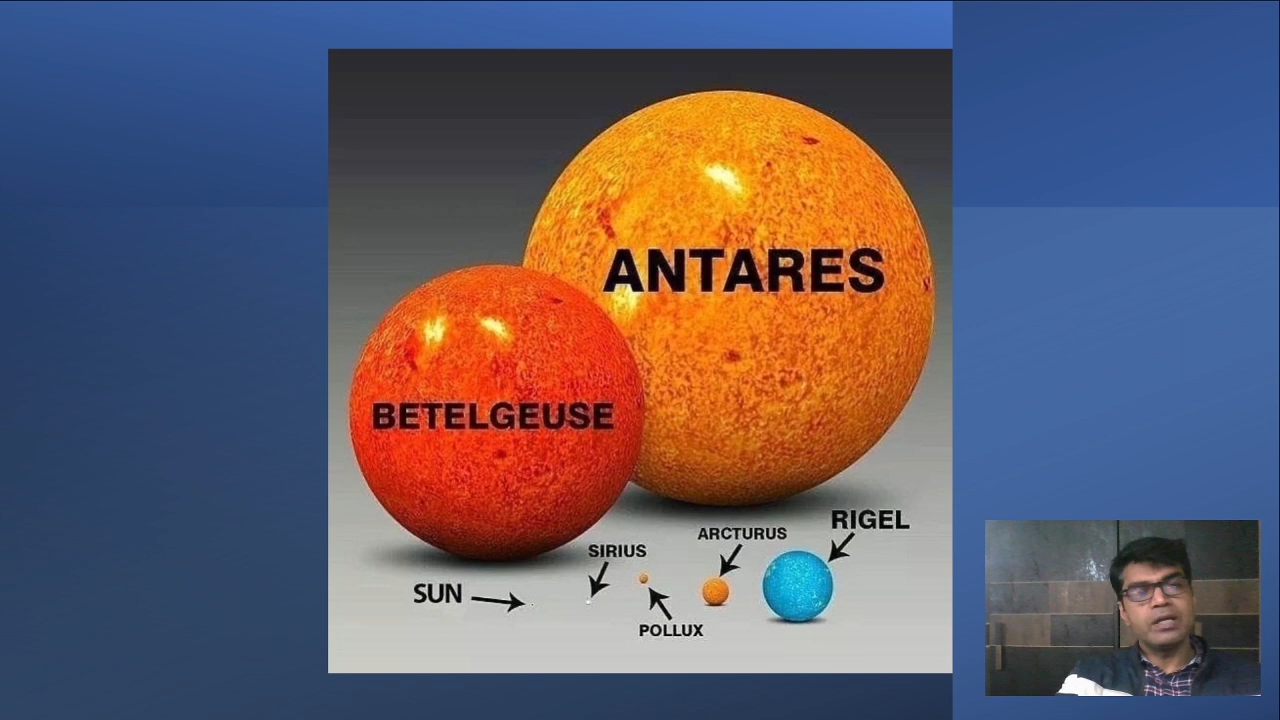 ANTARES
BETELGEUSE
RIGEL
ARCTURUS
SIRIUS
SUN
POLLUX